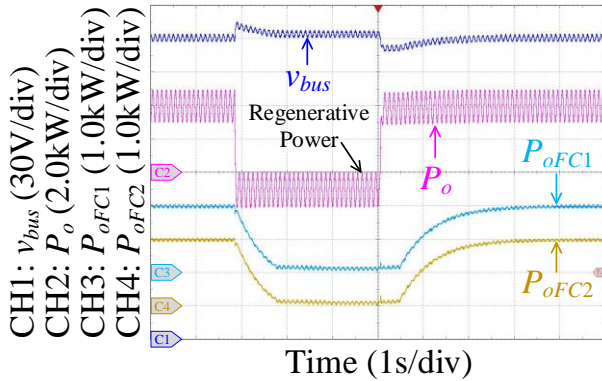 CH1: v_bus (30V/div)
CH2: P_o (2.0kW/div)
CH3: P_oFC1 (1.0kW/div)
CH4: P_oFC2 (1.0kW/div)
v_bus
Regenerative
Power
P_o
P_oFC1
P_oFC2
C2
C3
C4
C1
Time (1s/div)